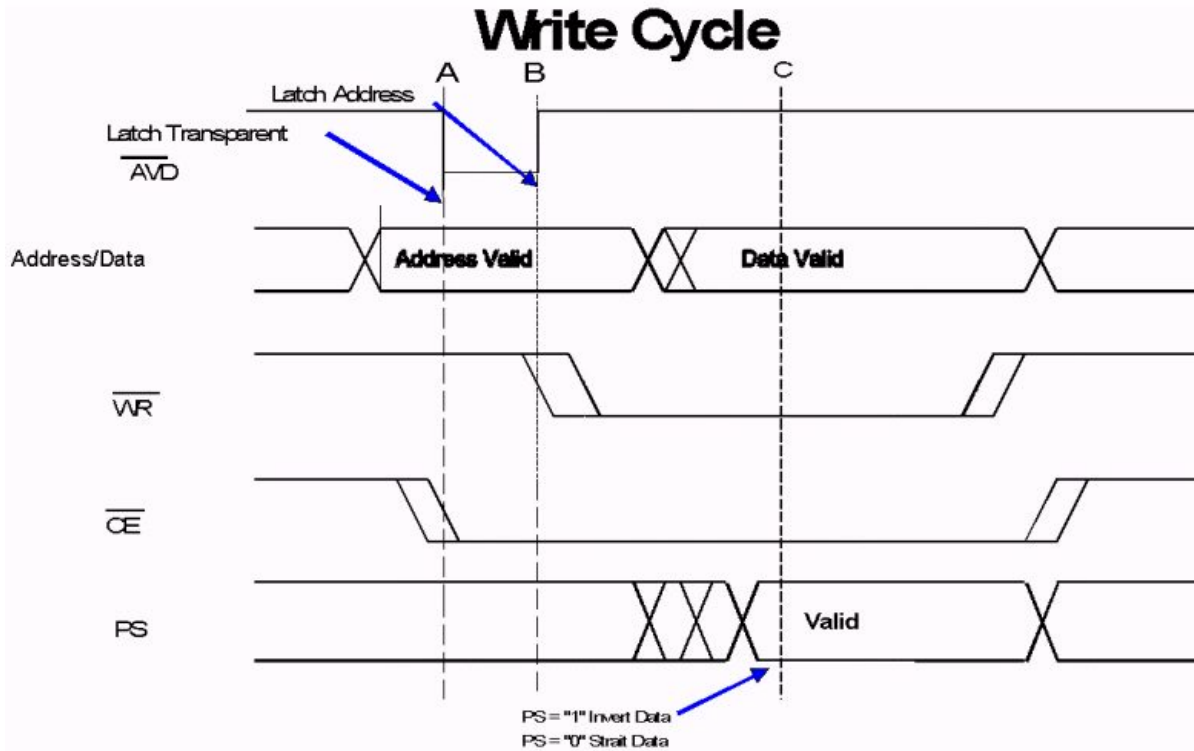 Write Cycle
A B C
Latch Address
Latch Transparent
AVD
Address/Data
Address Valid
Data Valid
WR
CE
PS
Valid
PS = "1" Invert Data
PS = "0" Strait Data